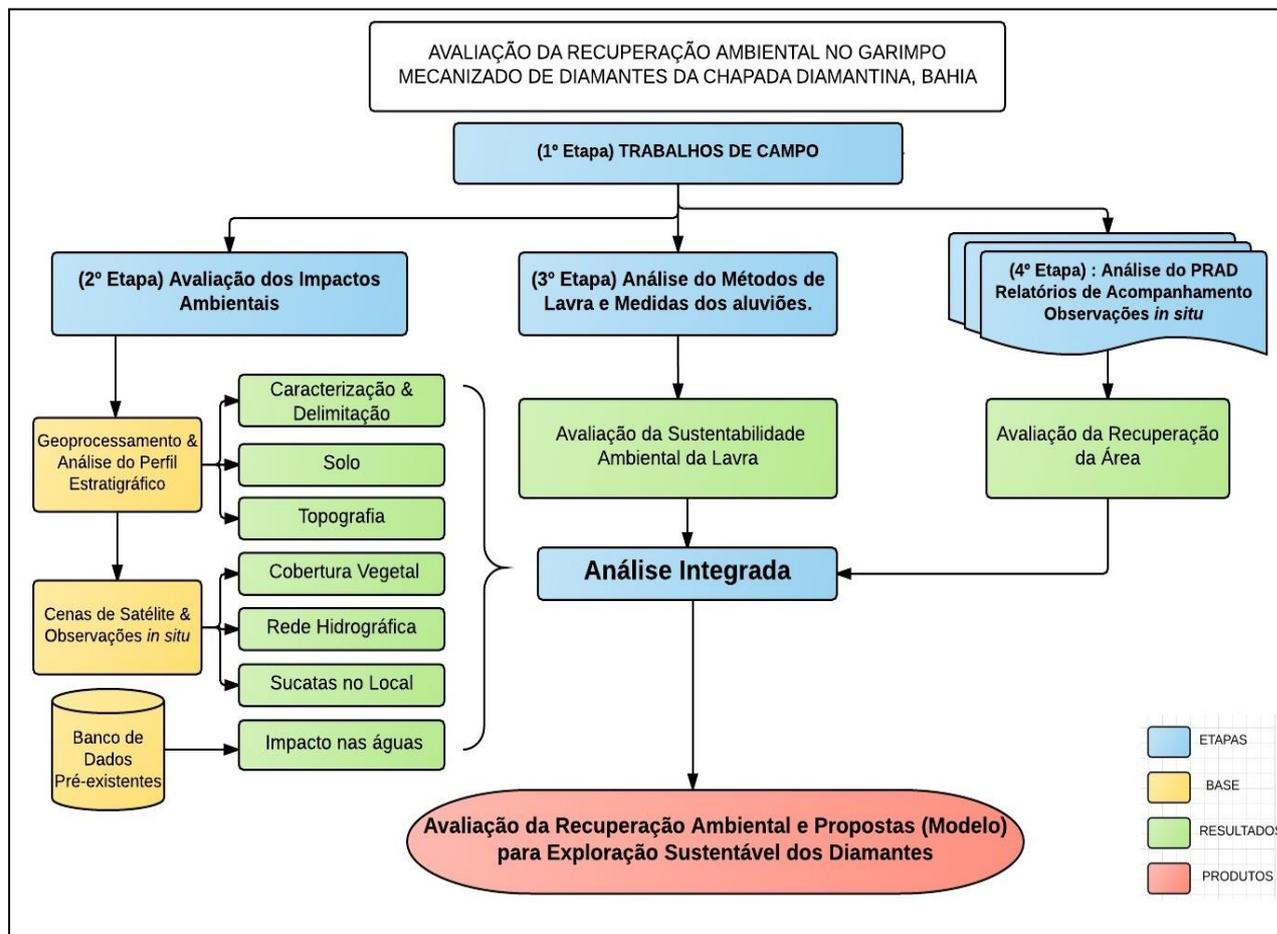 AVALIAÇÃO DA RECUPERAÇÃO AMBIENTAL NO GARIMPO
MECANIZADO DE DIAMANTES DA CHAPADA DIAMANTINA, BAHIA
(1º Etapa) TRABALHOS DE CAMPO
(2º Etapa) Avaliação dos Impactos
Ambientais
(3º Etapa) Análise do Métodos de
Lavra e Medidas dos aluviões.
(4º Etapa) : Análise do PRAD
Relatórios de Acompanhamento
Observações in situ
Geoprocessamento &
Análise do Perfil
Estratigráfico
Caracterização &
Delimitação
Solo
Topografia
Cenas de Satélite &
Observações in situ
Cobertura Vegetal
Rede Hidrográfica
Sucatas no Local
Banco de
Dados
Pré-existentes
Impacto nas águas
Avaliação da Sustentabilidade
Ambiental da Lavra
Avaliação da Recuperação
da Área
Análise Integrada
Avaliação da Recuperação Ambiental e Propostas (Modelo)
para Exploração Sustentável dos Diamantes
ETAPAS
BASE
RESULTADOS
PRODUTOS